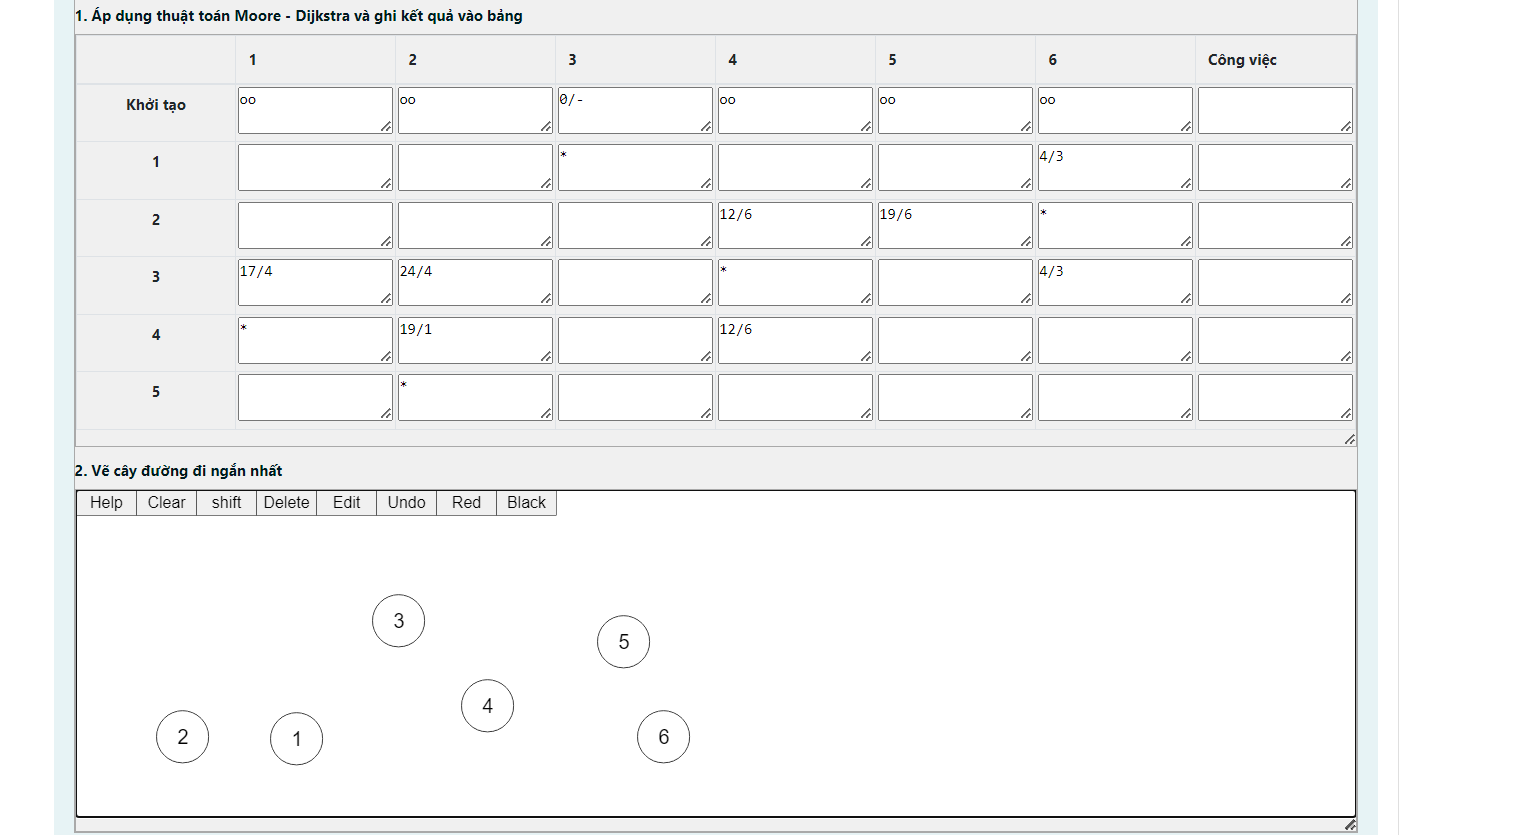 1. Áp dụng thuật toán Moore - Dijkstra và ghi kết quả vào bảng
1 2 3 4 5 6 Công việc
Khởi tạo oo oo 0/- oo oo oo
1 * 4/3
2 12/6 19/6 *
3 17/4 24/4 * 4/3
4 * 19/1 12/6
5 *
2. Vẽ cây đường đi ngắn nhất
Help Clear shift Delete Edit Undo Red Black
3
5
4
2 1 6